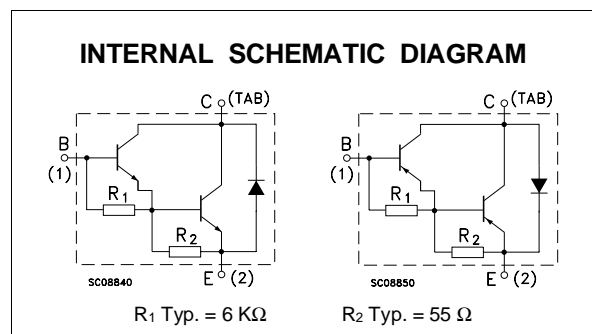 INTERNAL SCHEMATIC DIAGRAM
C (TAB)
B
(1)
R1
R2
E (2)
SC08840
C (TAB)
B
(1)
R1
R2
E (2)
SC08850
R1 Typ. = 6 KΩ R2 Typ. = 55 Ω